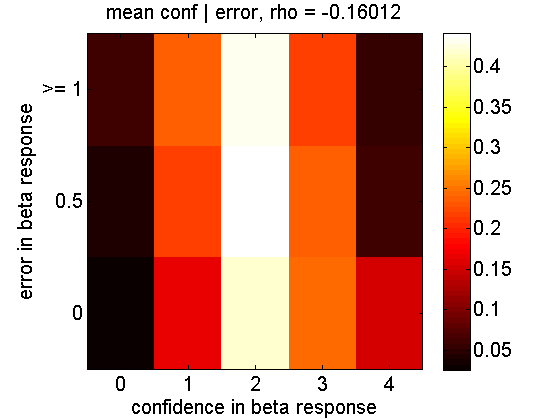 mean conf | error, rho = -0.16012
>= 1
0.5
0
error in beta response
0 1 2 3 4
confidence in beta response
0.4
0.35
0.3
0.25
0.2
0.15
0.1
0.05